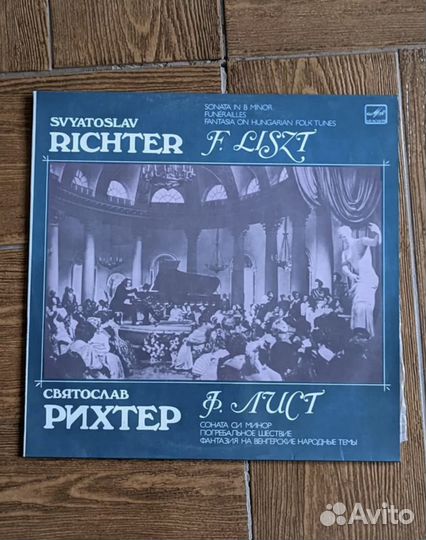 SVYATOSLAV
RICHTER
SONATA IN B MINOR
FUNÉRAILLES
FANTASIA ON HUNGARIAN FOLK TUNES
F. LISZT
СВЯТОСЛАВ
РИХТЕР
Ф. ЛИСТ
СОНАТА СИ МИНОР
ПОГРЕБАЛЬНОЕ ШЕСТВИЕ
ФАНТАЗИЯ НА ВЕНГЕРСКИЕ НАРОДНЫЕ ТЕМЫ
Avito